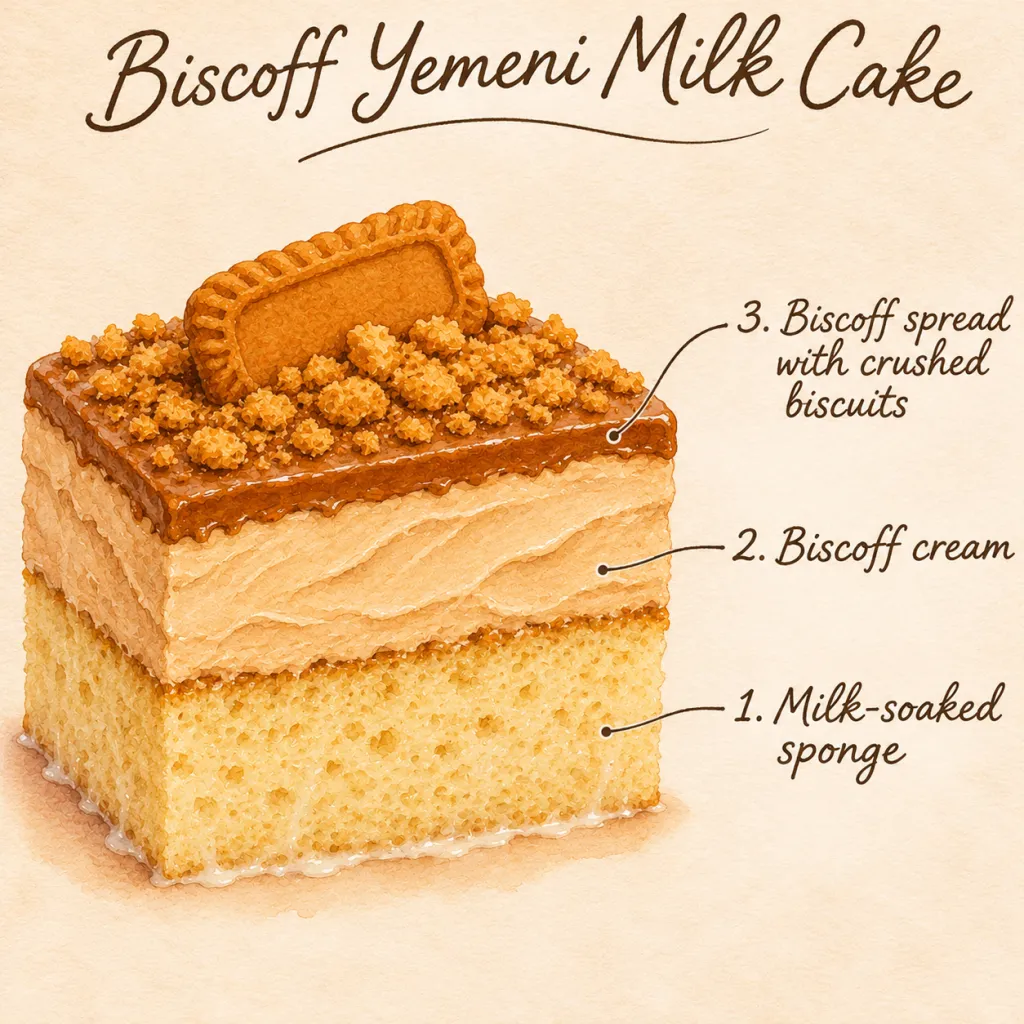 Biscoff Yemeni Milk Cake
3. Biscoff spread
with crushed
biscuits
2. Biscoff cream
1. Milk-soaked
sponge